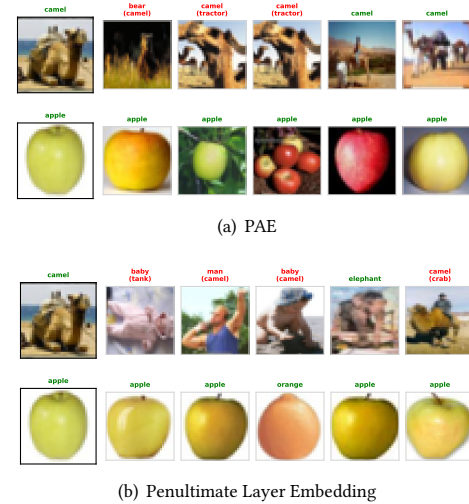 camel bear camel camel camel camel
(camel) (tractor) (tractor)
apple apple apple apple apple apple
(a) PAE
camel baby man baby elephant camel
(tank) (camel) (camel) (crab)
apple apple apple orange apple apple
(b) Penultimate Layer Embedding